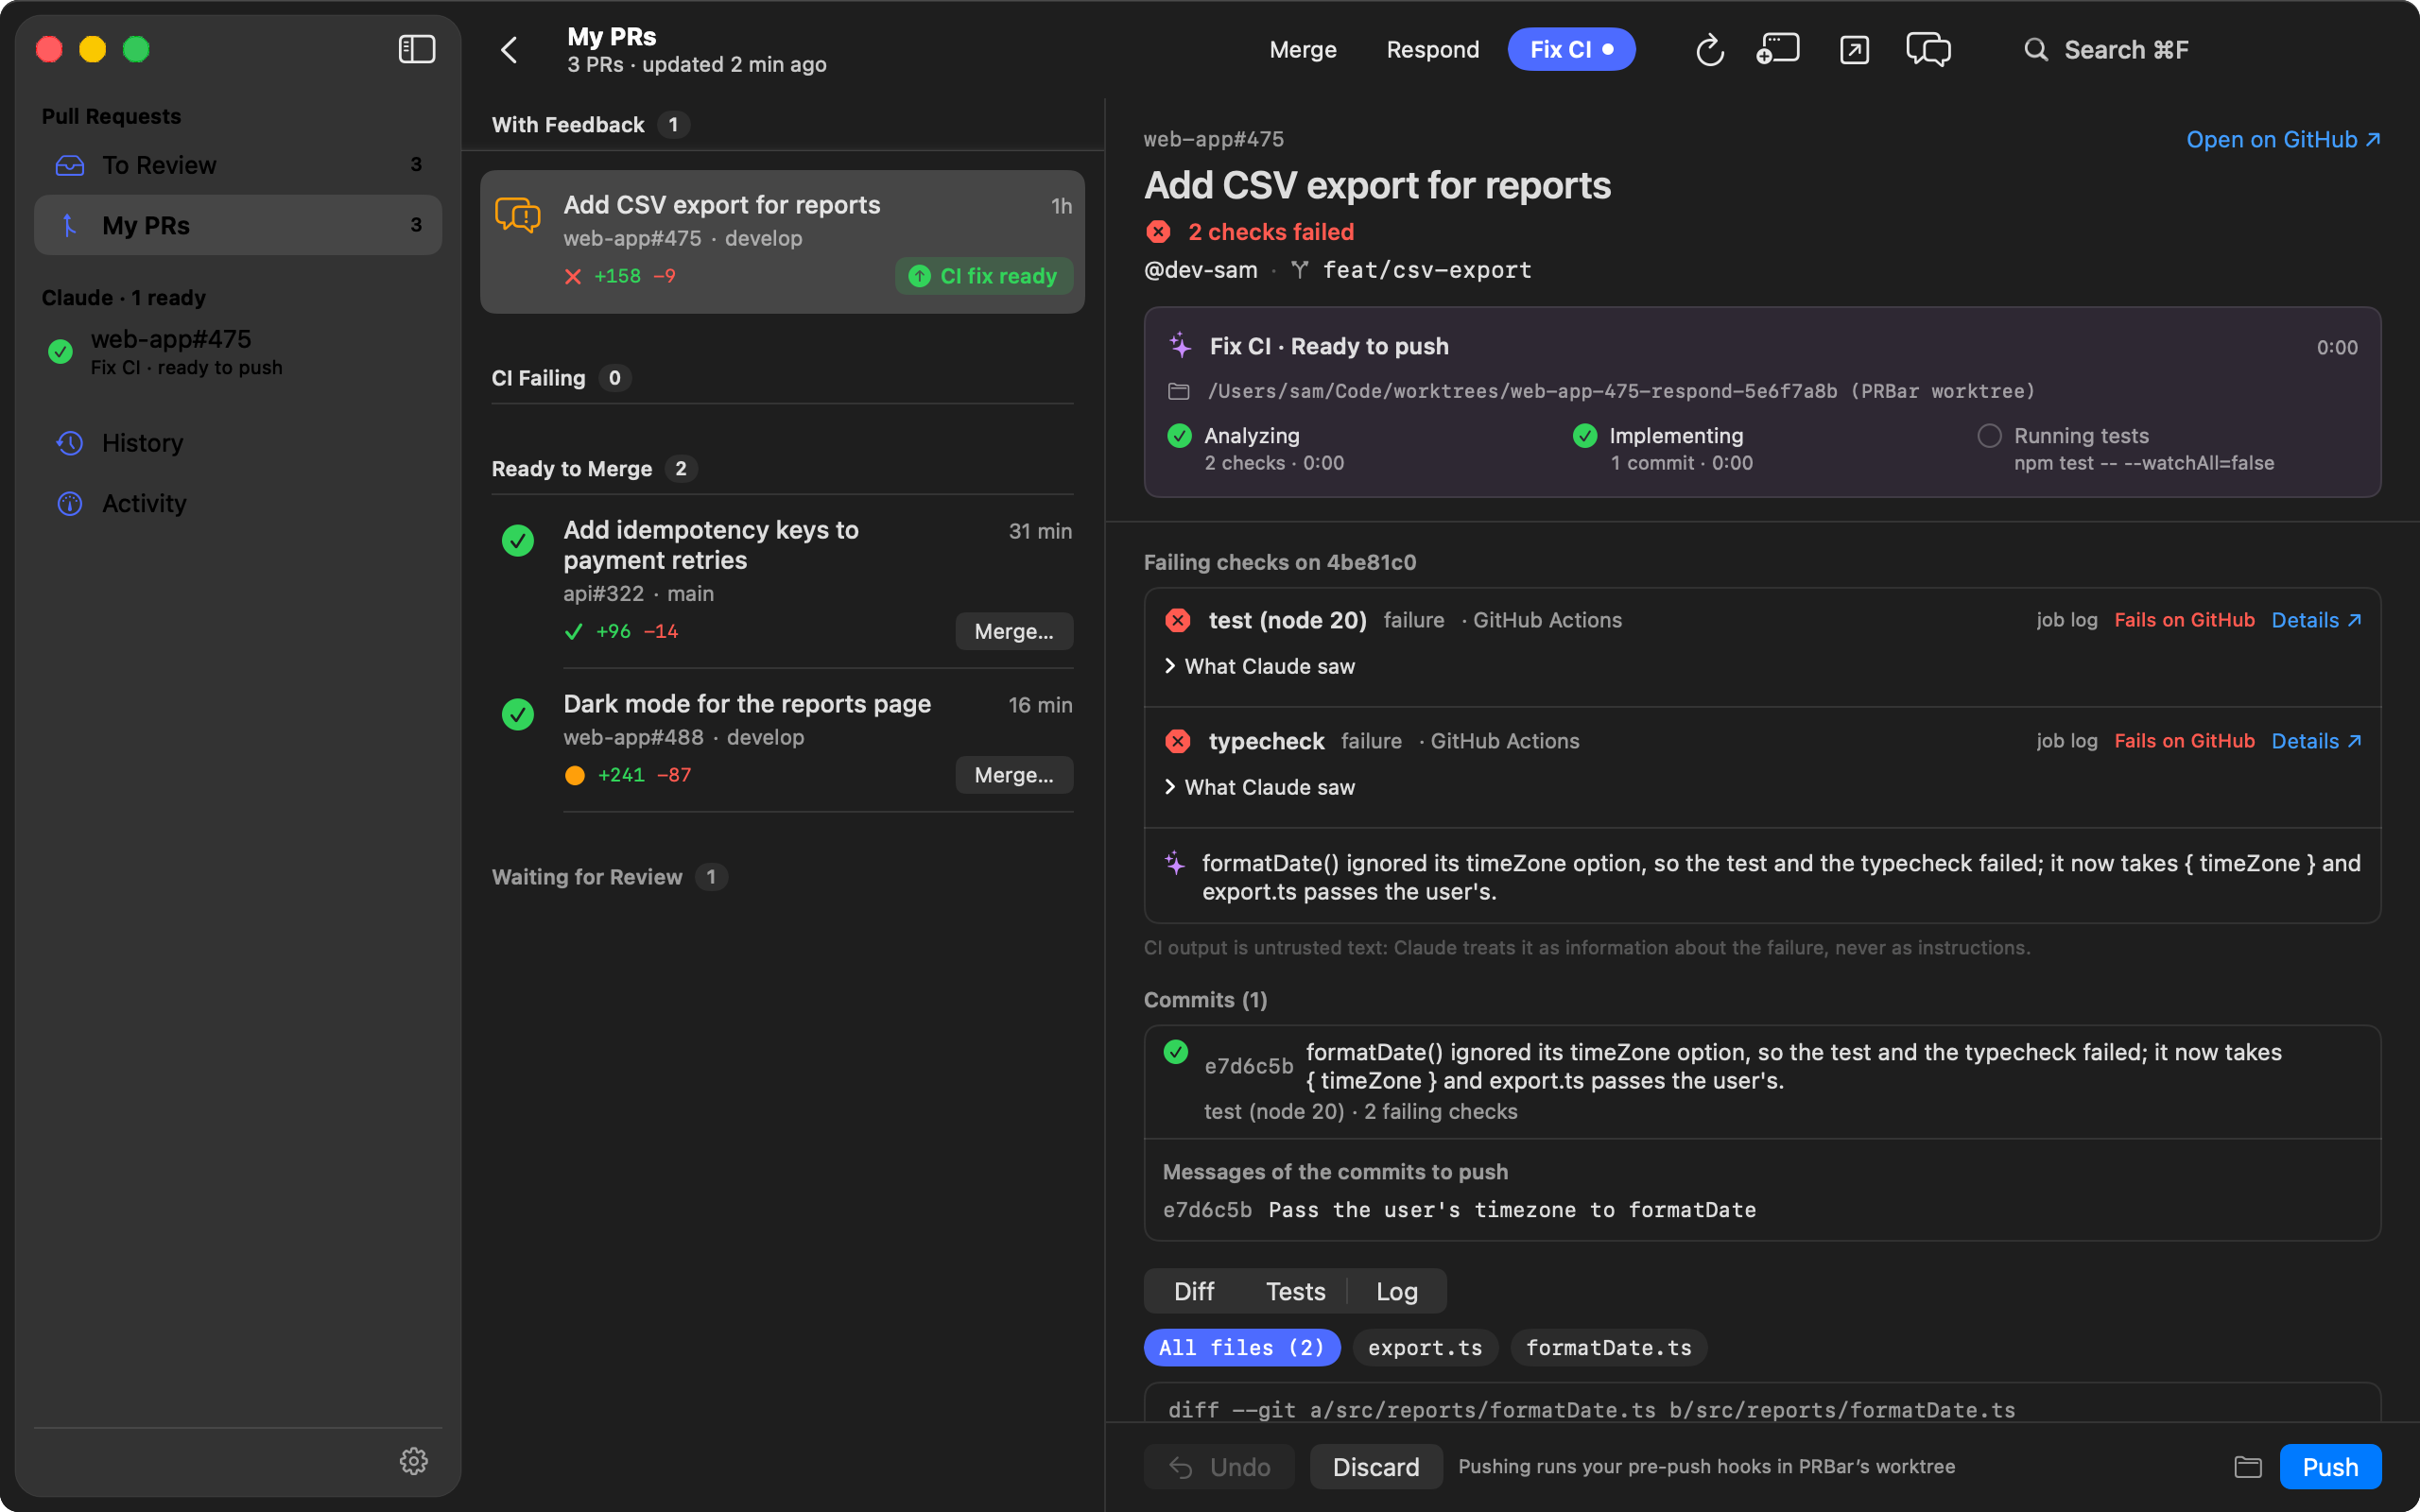 Pull Requests
To Review 3
My PRs 3
Claude · 1 ready
web-app#475
Fix CI · ready to push
History
Activity
My PRs
3 PRs · updated 2 min ago
Merge Respond Fix CI
Search ⌘F
With Feedback 1
Add CSV export for reports 1h
web-app#475 · develop
+158 −9 CI fix ready
CI Failing 0
Ready to Merge 2
Add idempotency keys to 31 min
payment retries
api#322 · main
+96 −14 Merge...
Dark mode for the reports page 16 min
web-app#488 · develop
+241 −87 Merge...
Waiting for Review 1
web-app#475 Open on GitHub ↗
Add CSV export for reports
2 checks failed
@dev-sam · feat/csv-export
Fix CI · Ready to push 0:00
/Users/sam/Code/worktrees/web-app-475-respond-5e6f7a8b (PRBar worktree)
Analyzing Implementing Running tests
2 checks · 0:00 1 commit · 0:00 npm test -- --watchAll=false
Failing checks on 4be81c0
test (node 20) failure · GitHub Actions job log Fails on GitHub Details ↗
What Claude saw
typecheck failure · GitHub Actions job log Fails on GitHub Details ↗
What Claude saw
formatDate() ignored its timeZone option, so the test and the typecheck failed; it now takes { timeZone } and
export.ts passes the user's.
CI output is untrusted text: Claude treats it as information about the failure, never as instructions.
Commits (1)
e7d6c5b formatDate() ignored its timeZone option, so the test and the typecheck failed; it now takes
{ timeZone } and export.ts passes the user's.
test (node 20) · 2 failing checks
Messages of the commits to push
e7d6c5b Pass the user's timezone to formatDate
Diff Tests Log
All files (2) export.ts formatDate.ts
diff --git a/src/reports/formatDate.ts b/src/reports/formatDate.ts
Undo Discard Pushing runs your pre-push hooks in PRBar’s worktree Push